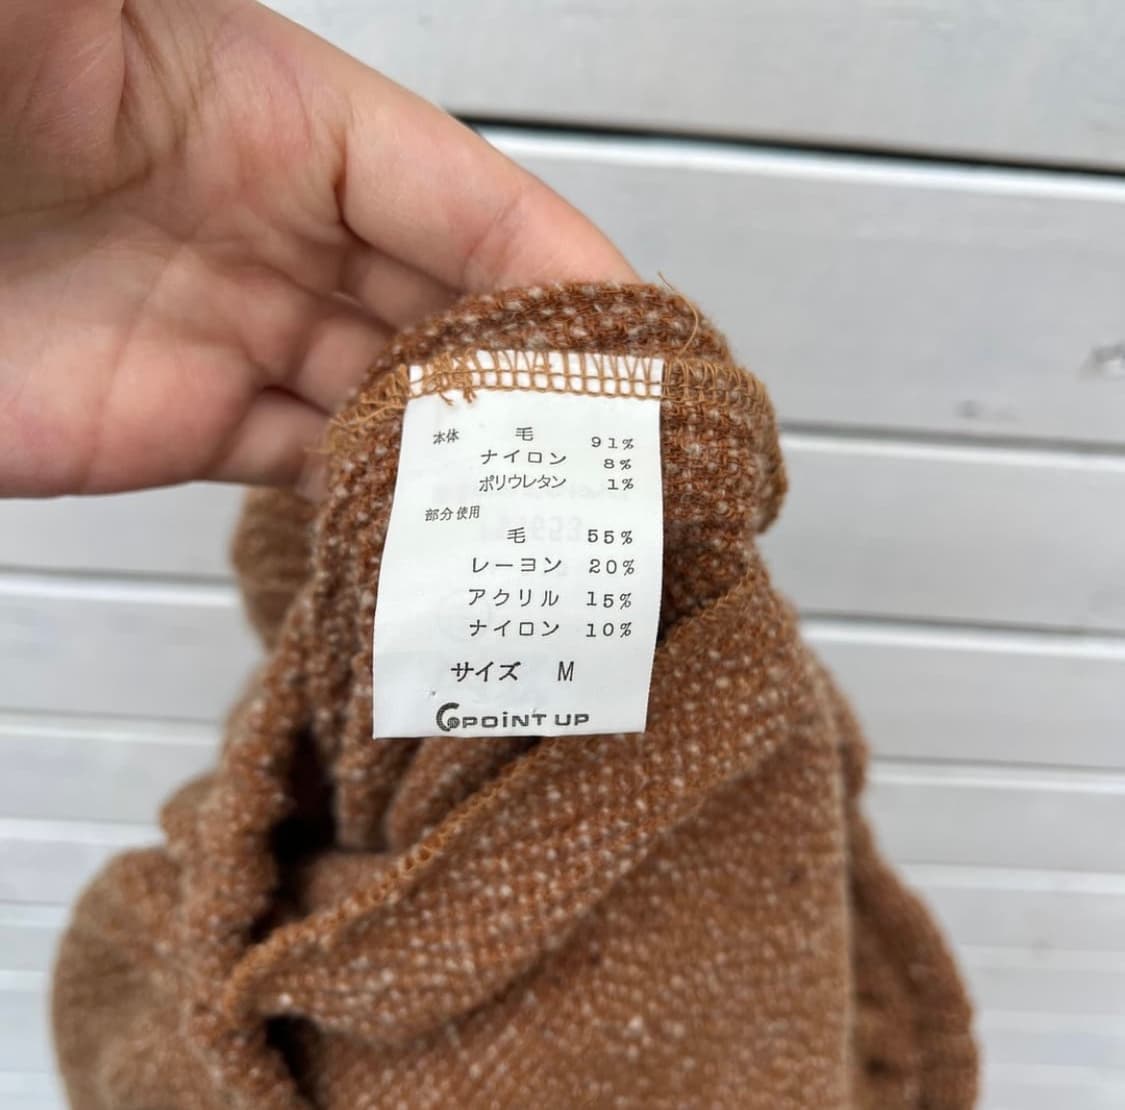 本体 毛 91%
ナイロン 8%
ポリウレタン 1%
部分使用
毛 55%
レーヨン 20%
アクリル 15%
ナイロン 10%
サイズ M
POINT UP